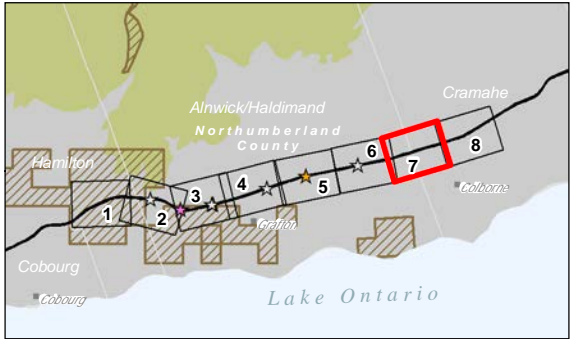 Cramahe
Alnwick/Haldimand
Northumberland
County
Hamilton
1
2
3
4
5
6
7
8
Colborne
Grafton
Cobourg
Cobourg
Lake Ontario